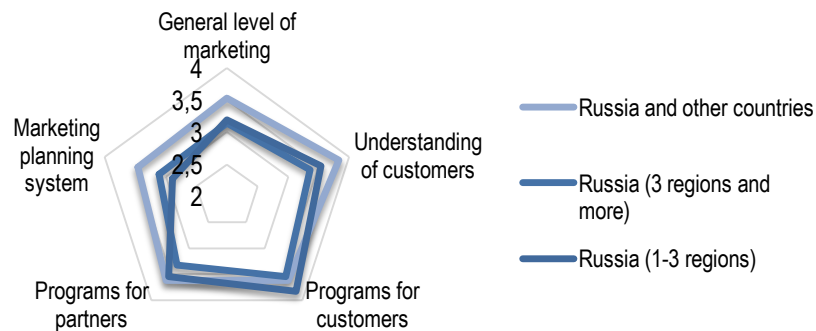 General level of
marketing
4
3,5
3
2,5
2
Understanding
of customers
Programs for
customers
Programs for
partners
Marketing
planning
system
Russia and other countries
Russia (3 regions and
more)
Russia (1-3 regions)